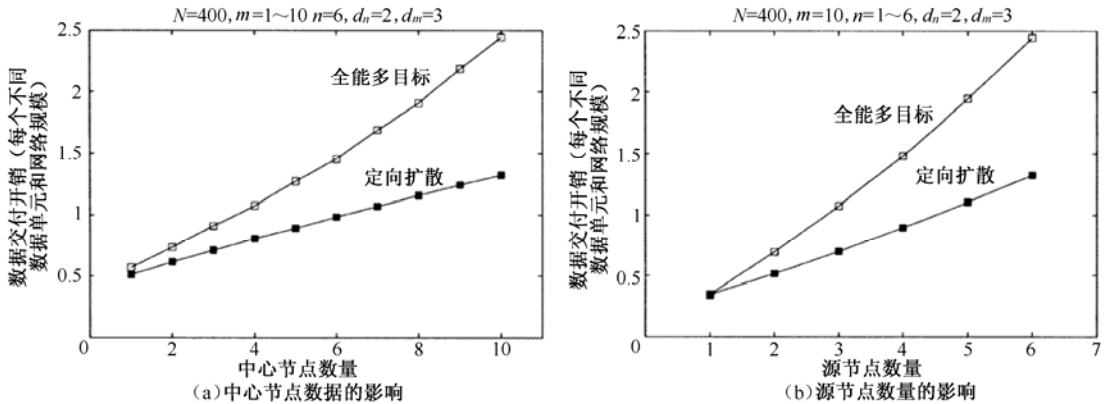 N=400, m=1~10 n=6, dn=2, dm=3
数据交付开销（每个不同
数据单元和网络规模）
2.5
2
1.5
1
0.5
0
2
4
6
8
10
全能多目标
定向扩散
中心节点数量
（a）中心节点数据的影响
N=400, m=10, n=1~6, dn=2, dm=3
数据交付开销（每个不同
数据单元和网络规模）
2.5
2
1.5
1
0.5
0
1
2
3
4
5
6
7
全能多目标
定向扩散
源节点数量
（b）源节点数量的影响